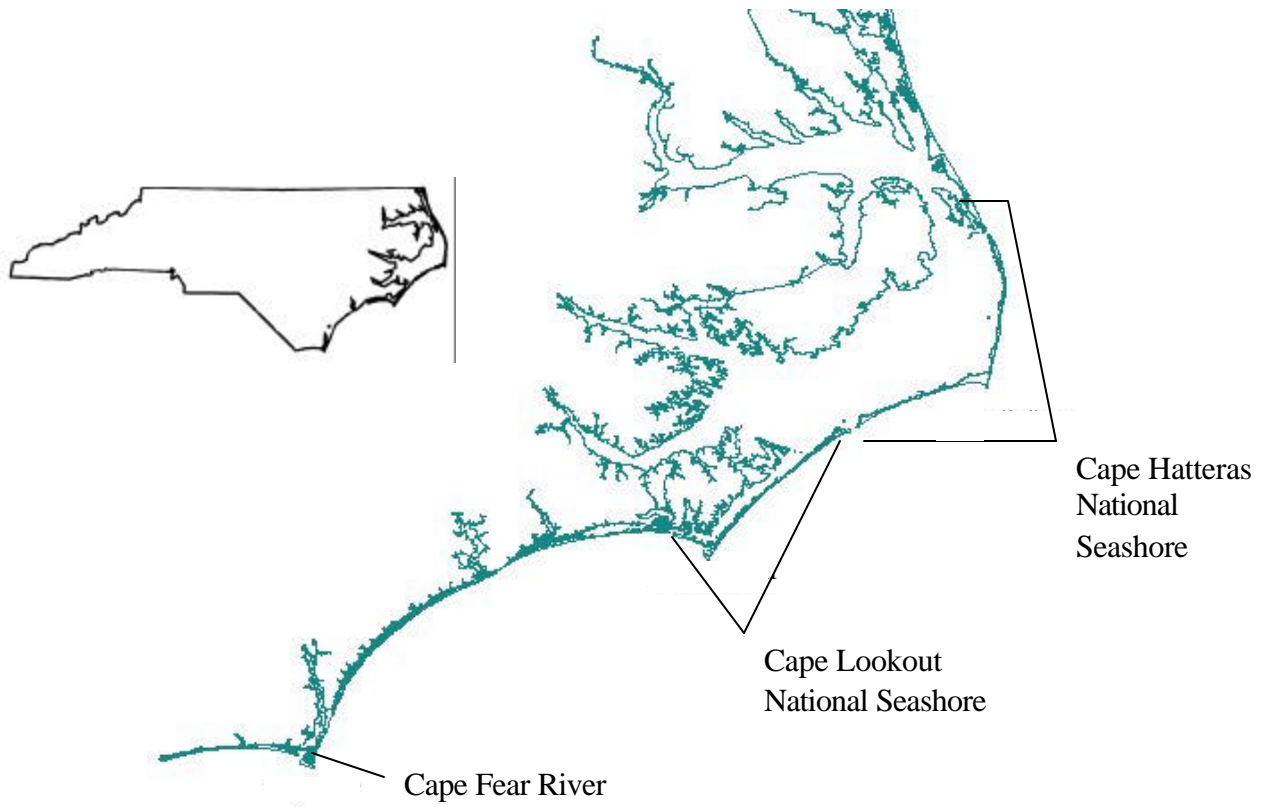 Cape Hatteras
National
Seashore
Cape Lookout
National Seashore
Cape Fear River